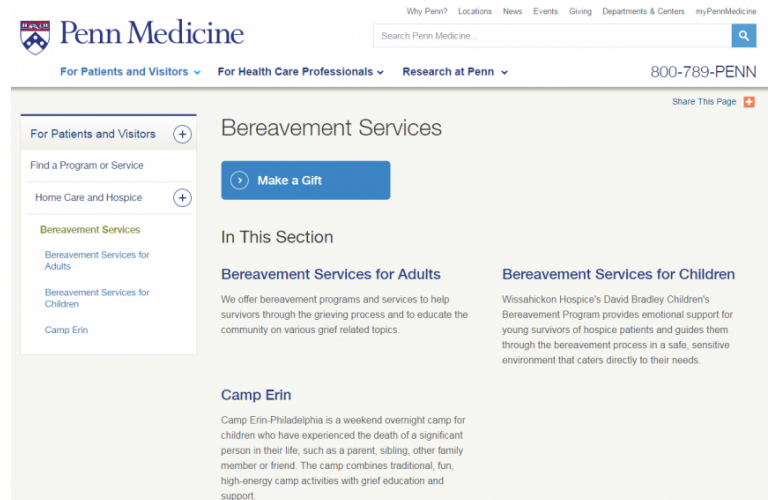 Why Penn? Locations News Events Giving Departments & Centers myPennMedicine
Penn Medicine
Search Penn Medicine...
For Patients and Visitors For Health Care Professionals Research at Penn 800-789-PENN
Share This Page
For Patients and Visitors
Find a Program or Service
Home Care and Hospice
Bereavement Services
Bereavement Services for
Adults
Bereavement Services for
Children
Camp Erin
Bereavement Services
Make a Gift
In This Section
Bereavement Services for Adults
We offer bereavement programs and services to help
survivors through the grieving process and to educate the
community on various grief related topics.
Bereavement Services for Children
Wissahickon Hospice's David Bradley Children's
Bereavement Program provides emotional support for
young survivors of hospice patients and guides them
through the bereavement process in a safe, sensitive
environment that caters directly to their needs.
Camp Erin
Camp Erin-Philadelphia is a weekend overnight camp for
children who have experienced the death of a significant
person in their life, such as a parent, sibling, other family
member or friend. The camp combines traditional, fun,
high-energy camp activities with grief education and
support.